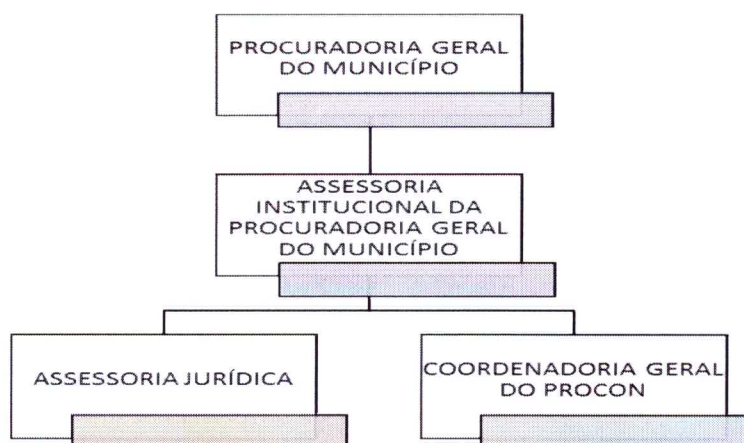 PROCURADORIA GERAL
DO MUNICÍPIO
ASSESSORIA
INSTITUCIONAL DA
PROCURADORIA GERAL
DO MUNICÍPIO
ASSESSORIA JURÍDICA
COORDENADORIA GERAL
DO PROCON